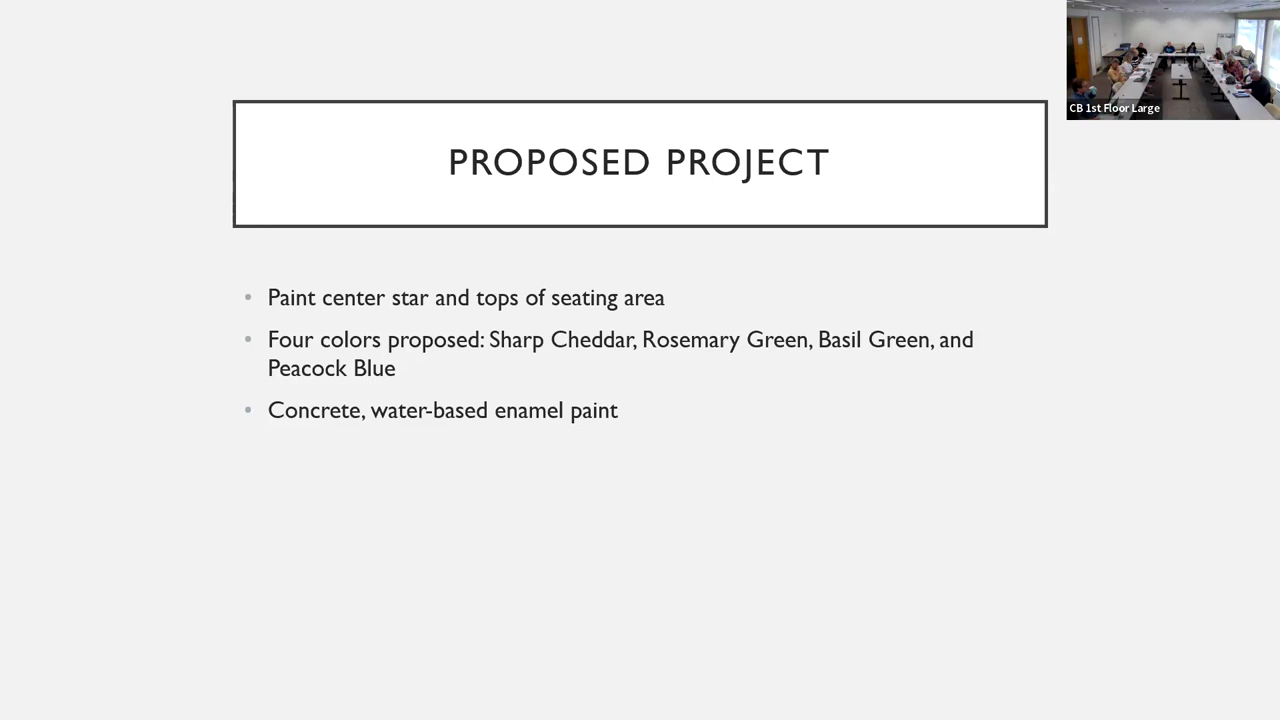 CB 1st Floor Large
PROPOSED PROJECT
• Paint center star and tops of seating area
• Four colors proposed: Sharp Cheddar, Rosemary Green, Basil Green, and
Peacock Blue
• Concrete, water-based enamel paint